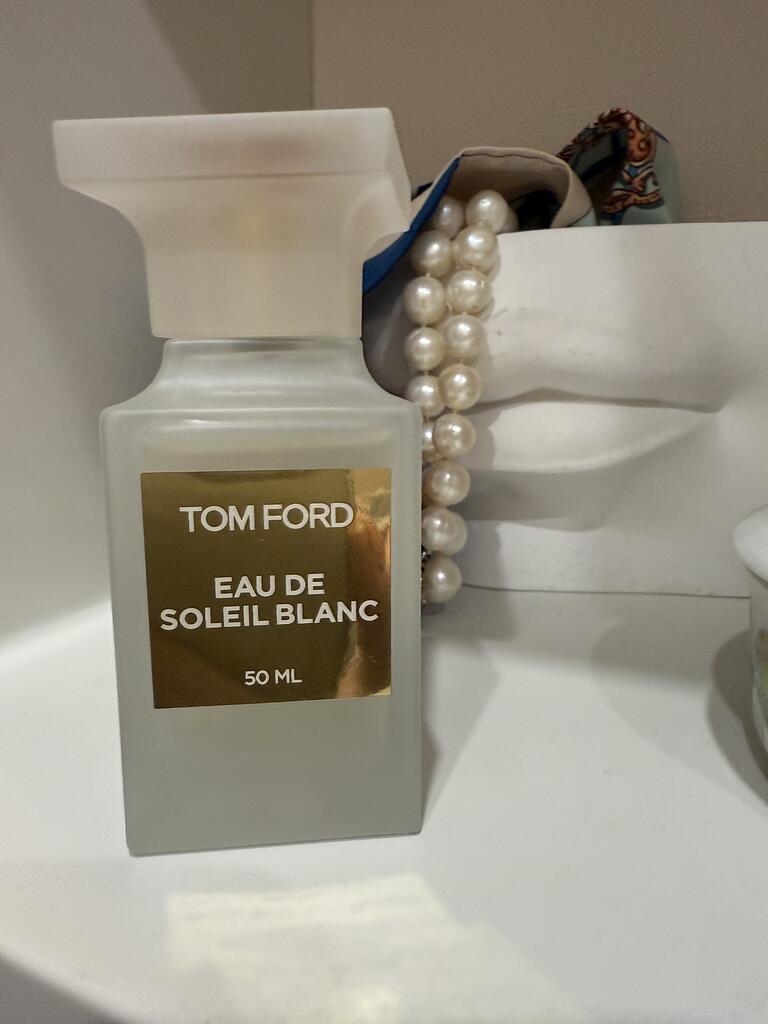 TOM FORD
EAU DE
SOLEIL BLANC
50 ML